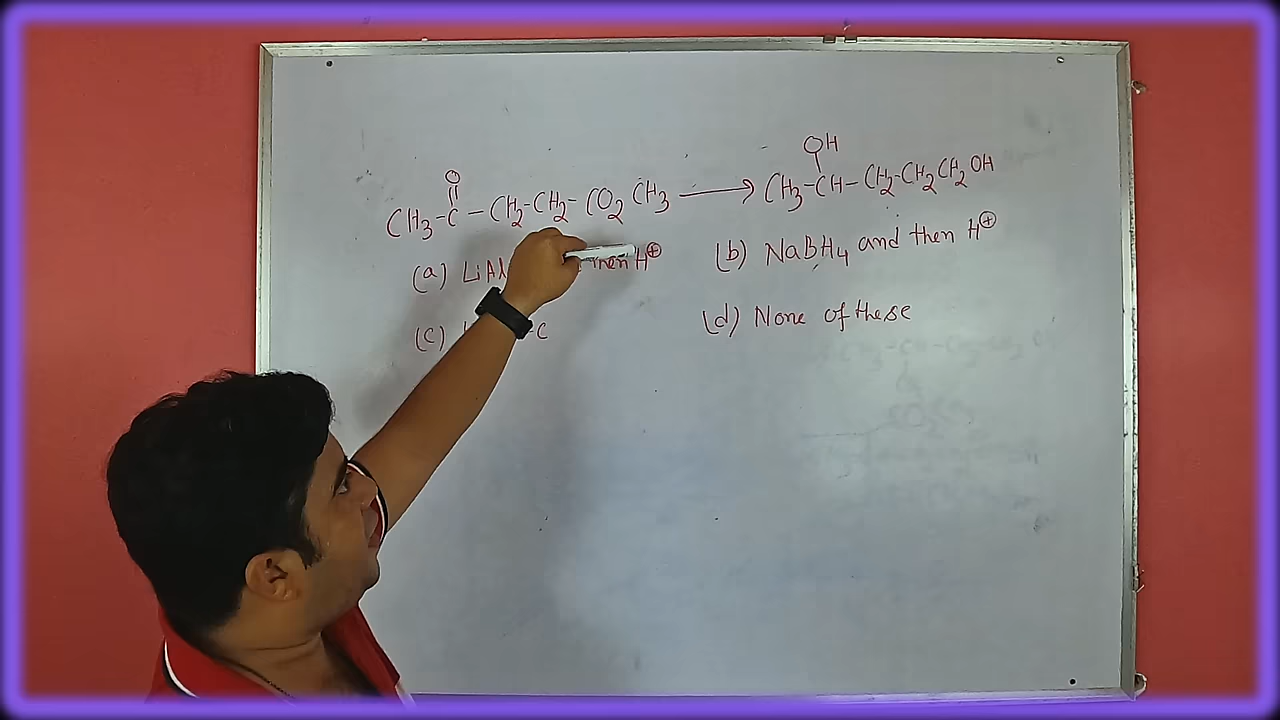 CH₃-C-CH₂-CH₂-CO₂CH₃ ⟶ CH₃-CH-CH₂-CH₂CH₂OH
O OH
(a) LiAl then H⊕ (b) NaBH₄ and then H⊕
(c) (d) None of these